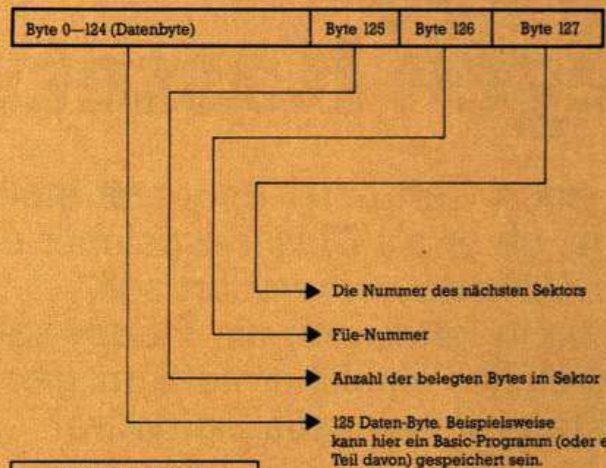 Byte 0—124 (Datenbyte) Byte 125 Byte 126 Byte 127
Die Nummer des nächsten Sektors
File-Nummer
Anzahl der belegten Bytes im Sektor
125 Daten-Byte. Beispielsweise
kann hier ein Basic-Programm (oder
Teil davon) gespeichert sein.